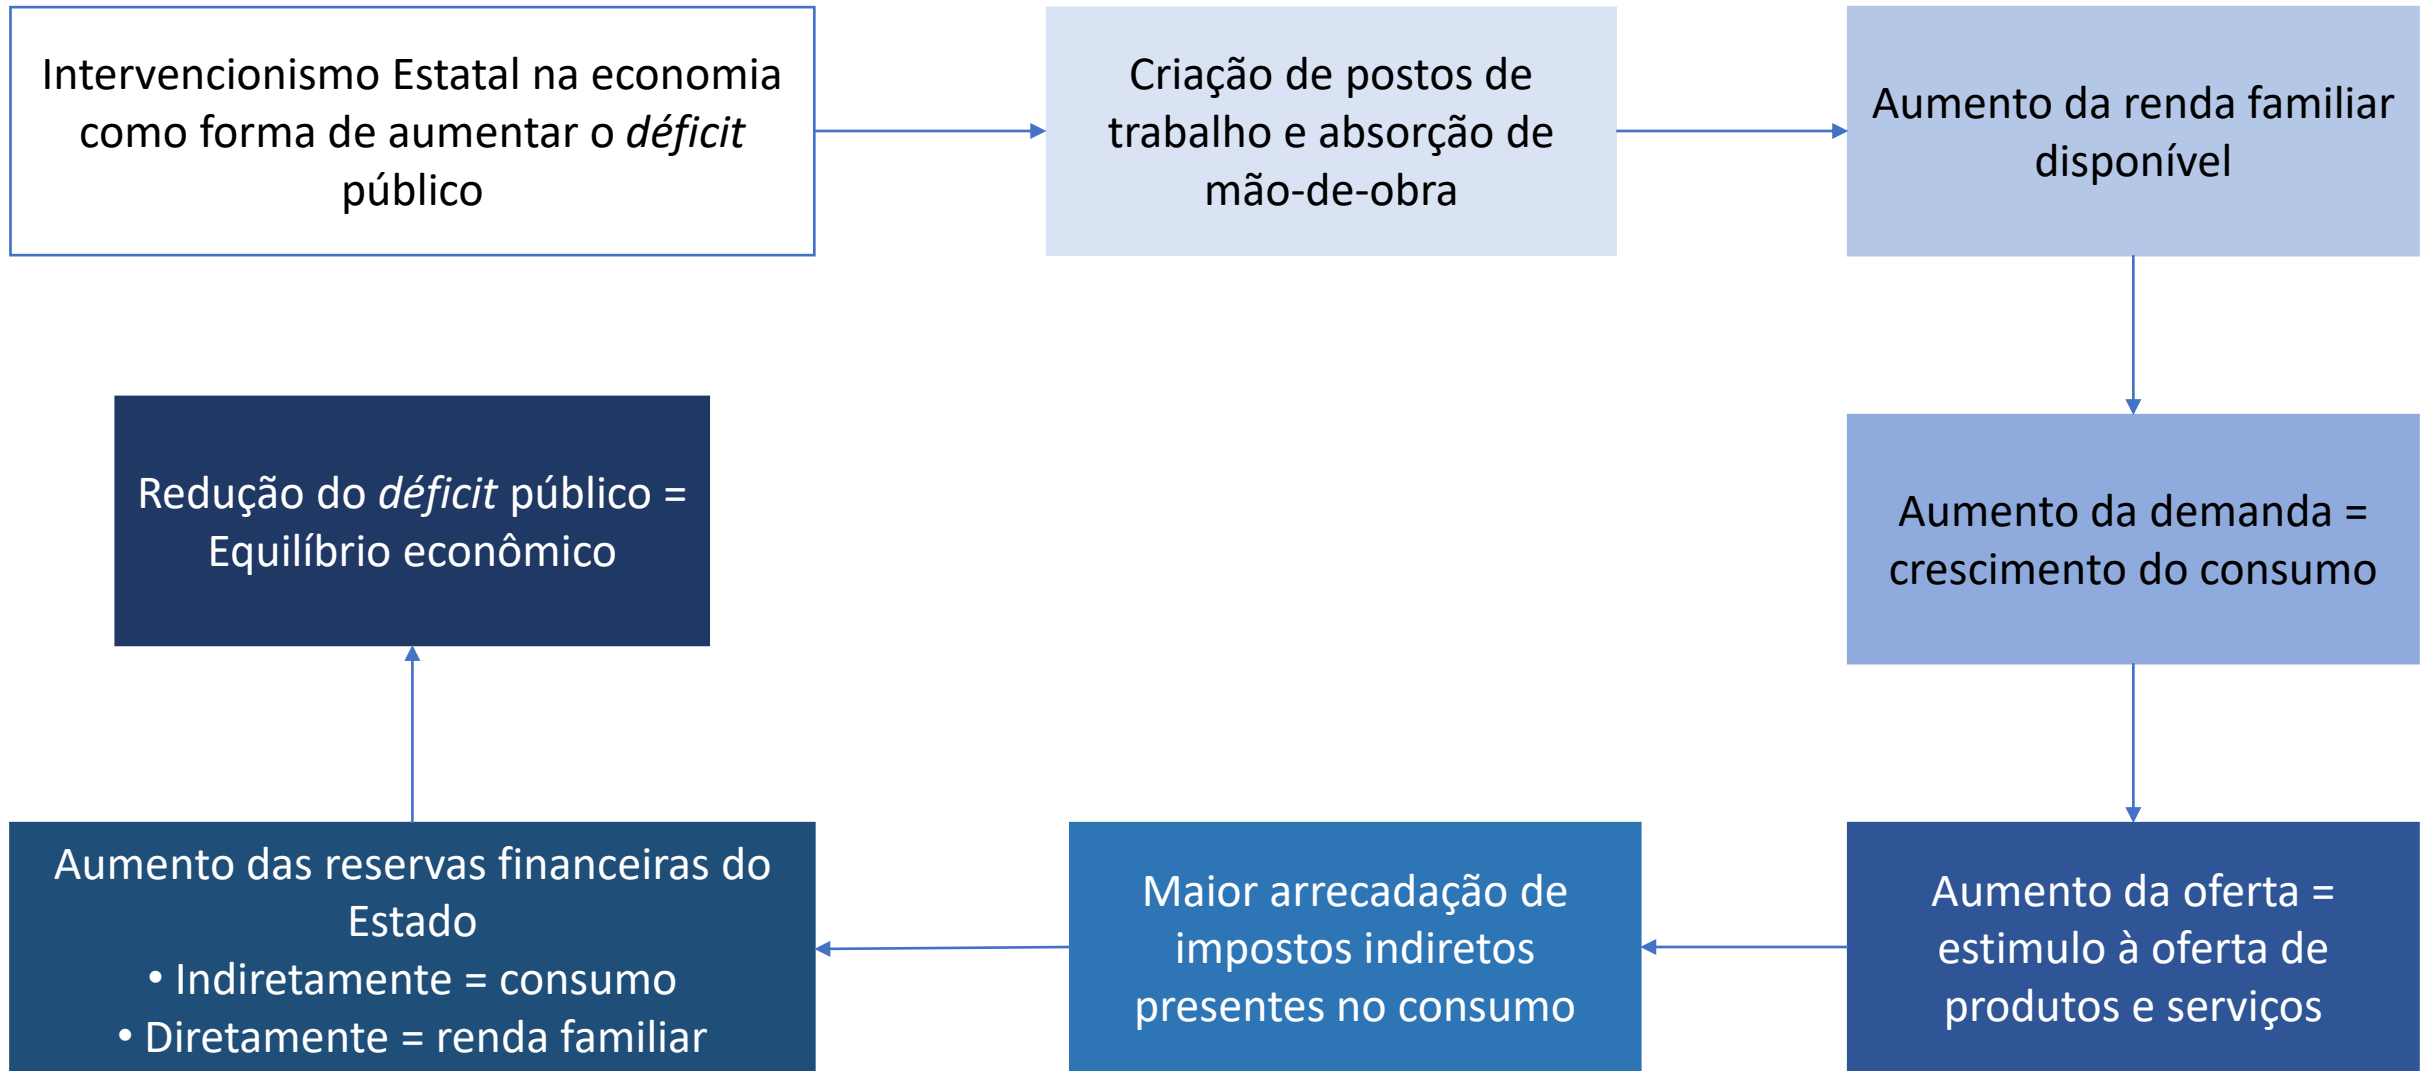 Intervencionismo Estatal na economia
como forma de aumentar o déficit
público
Criação de postos de
trabalho e absorção de
mão-de-obra
Aumento da renda familiar
disponível
Aumento da demanda =
crescimento do consumo
Aumento da oferta =
estimulo à oferta de
produtos e serviços
Maior arrecadação de
impostos indiretos
presentes no consumo
Aumento das reservas financeiras do
Estado
• Indiretamente = consumo
• Diretamente = renda familiar
Redução do déficit público =
Equilíbrio econômico